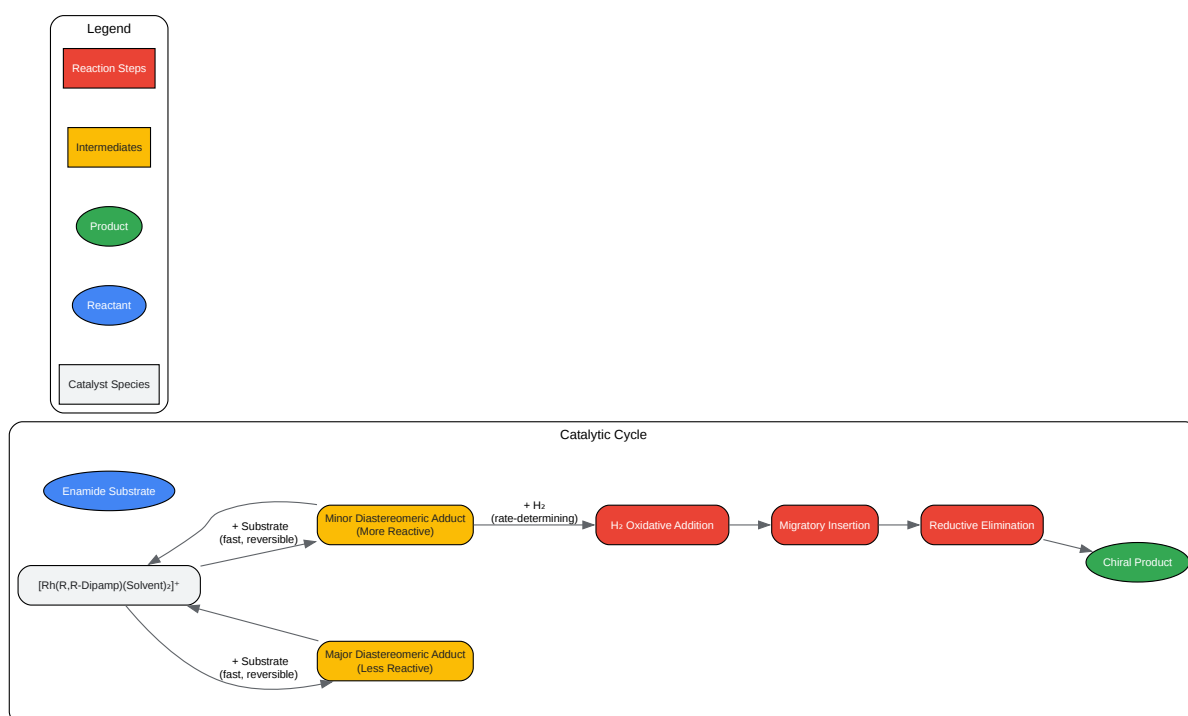 Legend
Reaction Steps
Intermediates
Product
Reactant
Catalyst Species
Catalytic Cycle
Enamide Substrate
+ Substrate
(fast, reversible)
Minor Diastereomeric Adduct
(More Reactive)
+ H₂
(rate-determining)
H₂ Oxidative Addition
Migratory Insertion
Reductive Elimination
Chiral Product
[Rh(R,R-Dipamp)(Solvent)₂]⁺
+ Substrate
(fast, reversible)
Major Diastereomeric Adduct
(Less Reactive)